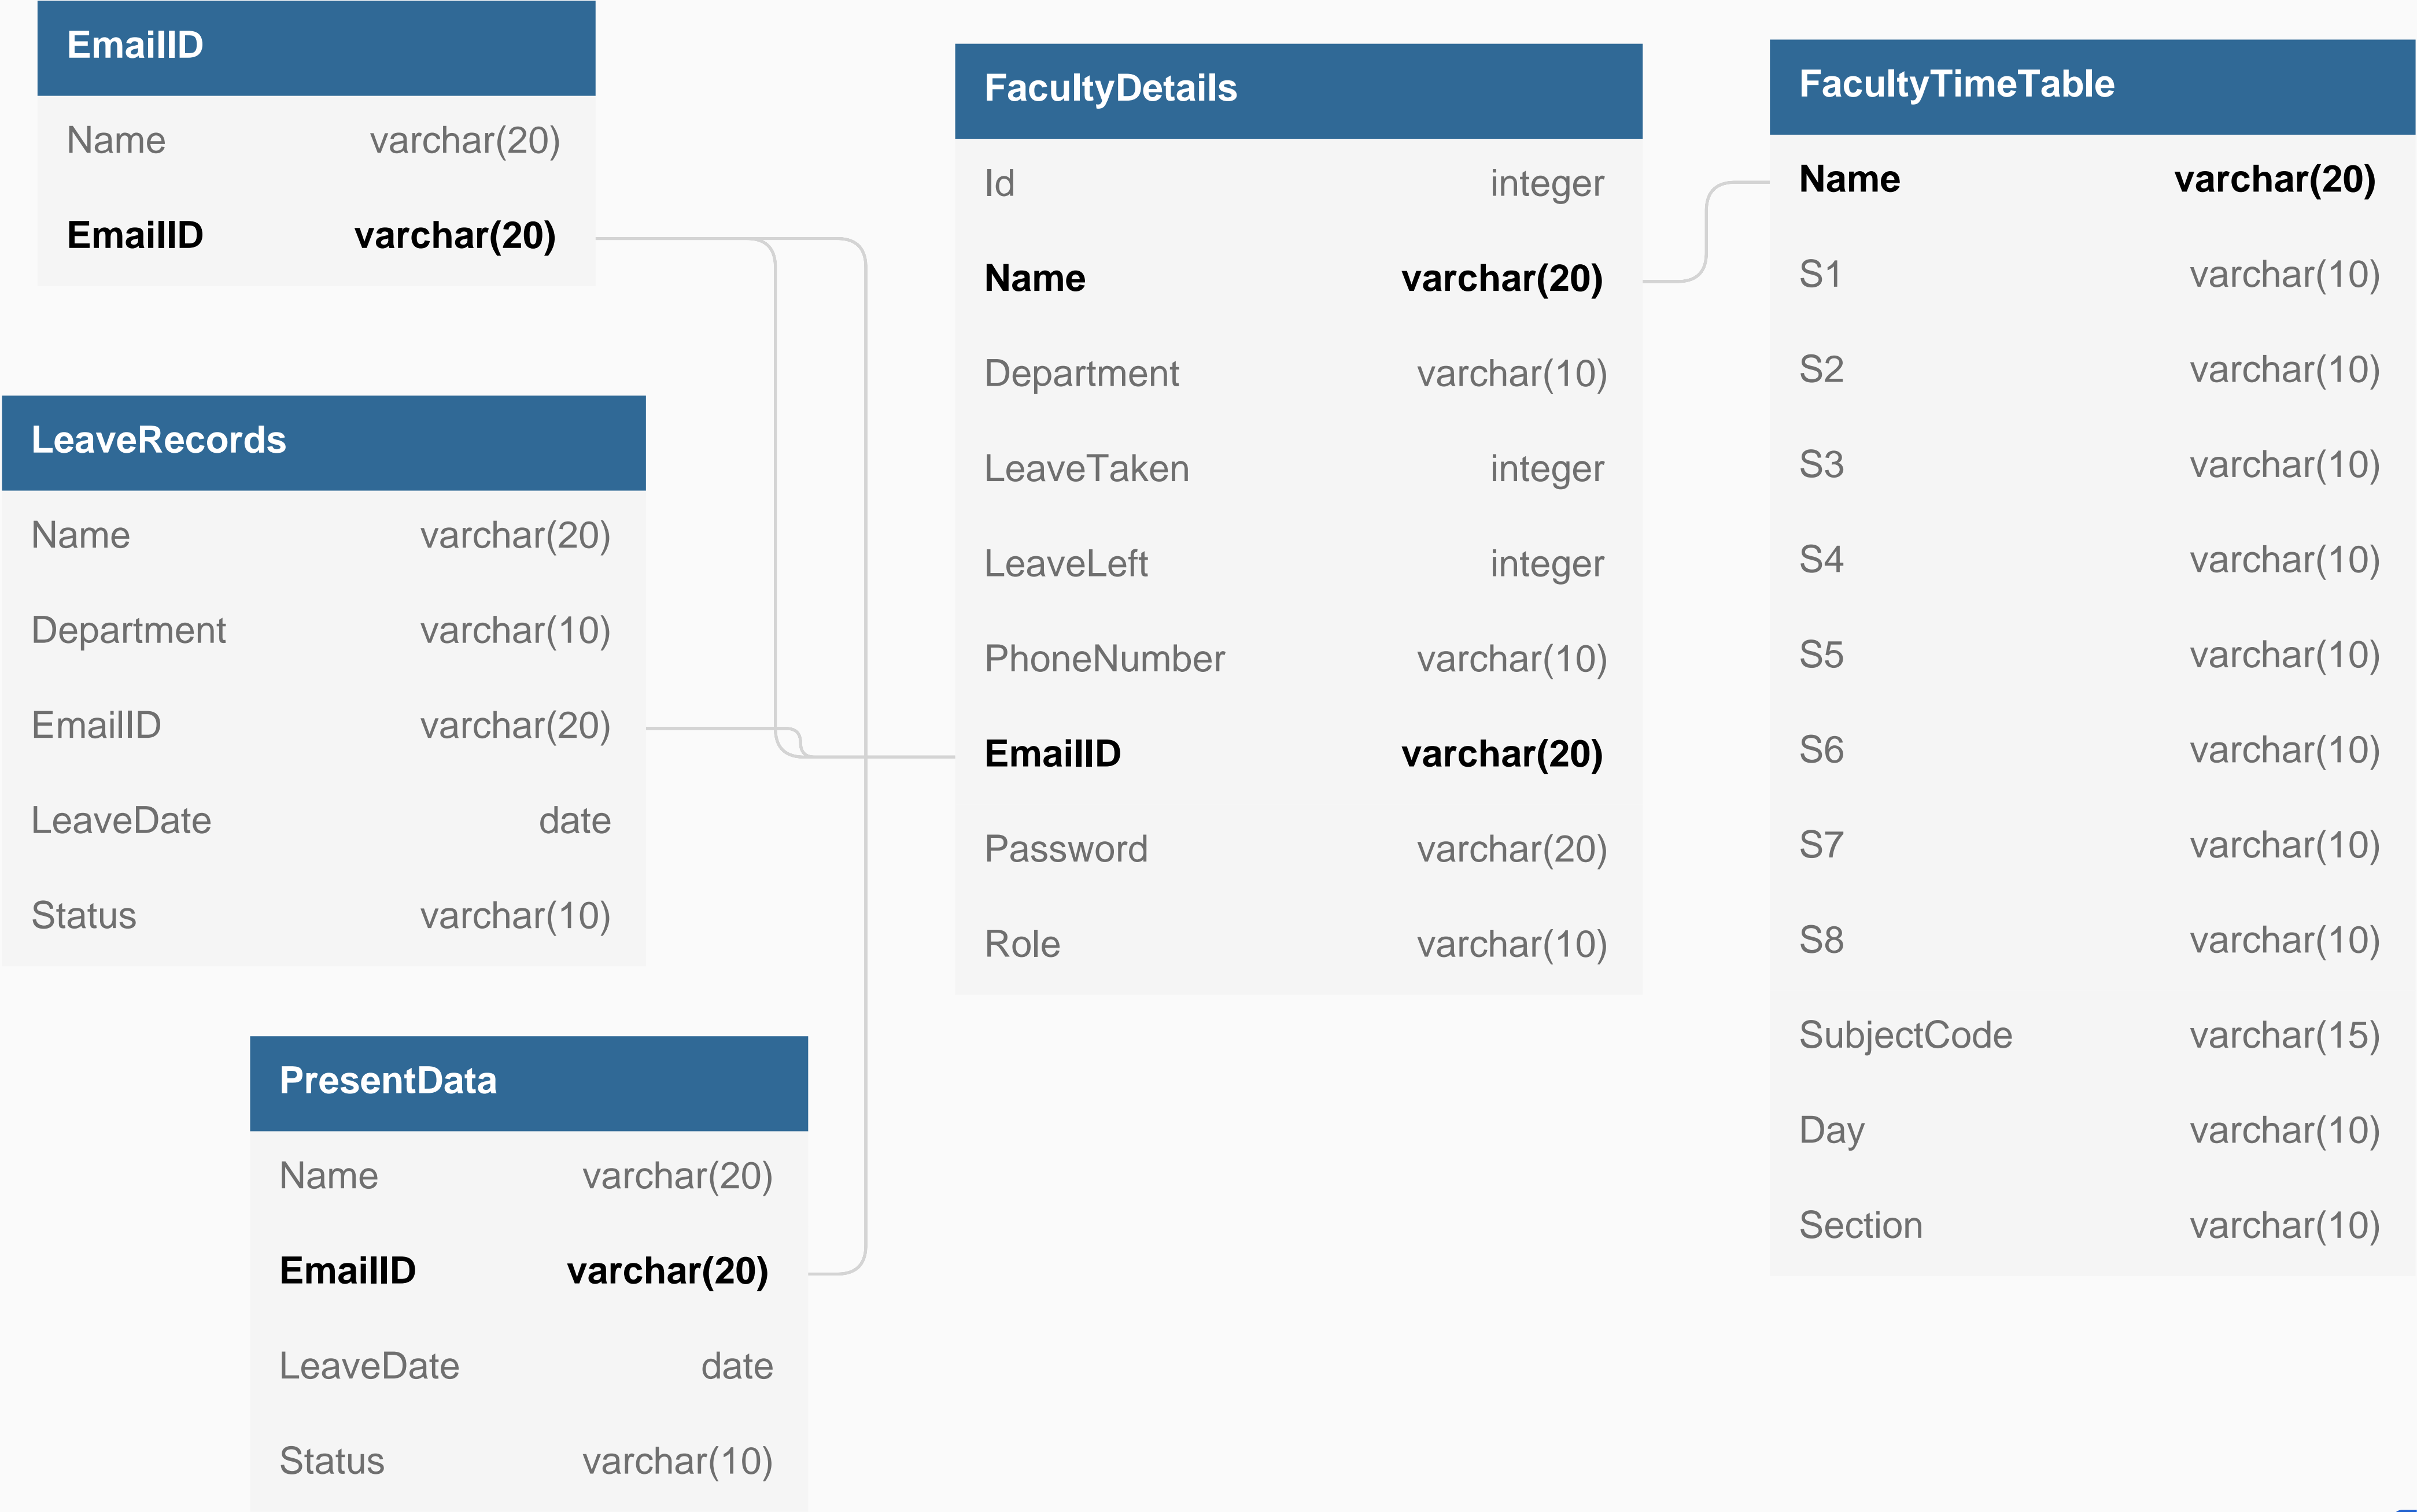 EmailID
Name varchar(20)
EmailID varchar(20)
LeaveRecords
Name varchar(20)
Department varchar(10)
EmailID varchar(20)
LeaveDate date
Status varchar(10)
PresentData
Name varchar(20)
EmailID varchar(20)
LeaveDate date
Status varchar(10)
FacultyDetails
Id integer
Name varchar(20)
Department varchar(10)
LeaveTaken integer
LeaveLeft integer
PhoneNumber varchar(10)
EmailID varchar(20)
Password varchar(20)
Role varchar(10)
FacultyTimeTable
Name varchar(20)
S1 varchar(10)
S2 varchar(10)
S3 varchar(10)
S4 varchar(10)
S5 varchar(10)
S6 varchar(10)
S7 varchar(10)
S8 varchar(10)
SubjectCode varchar(15)
Day varchar(10)
Section varchar(10)